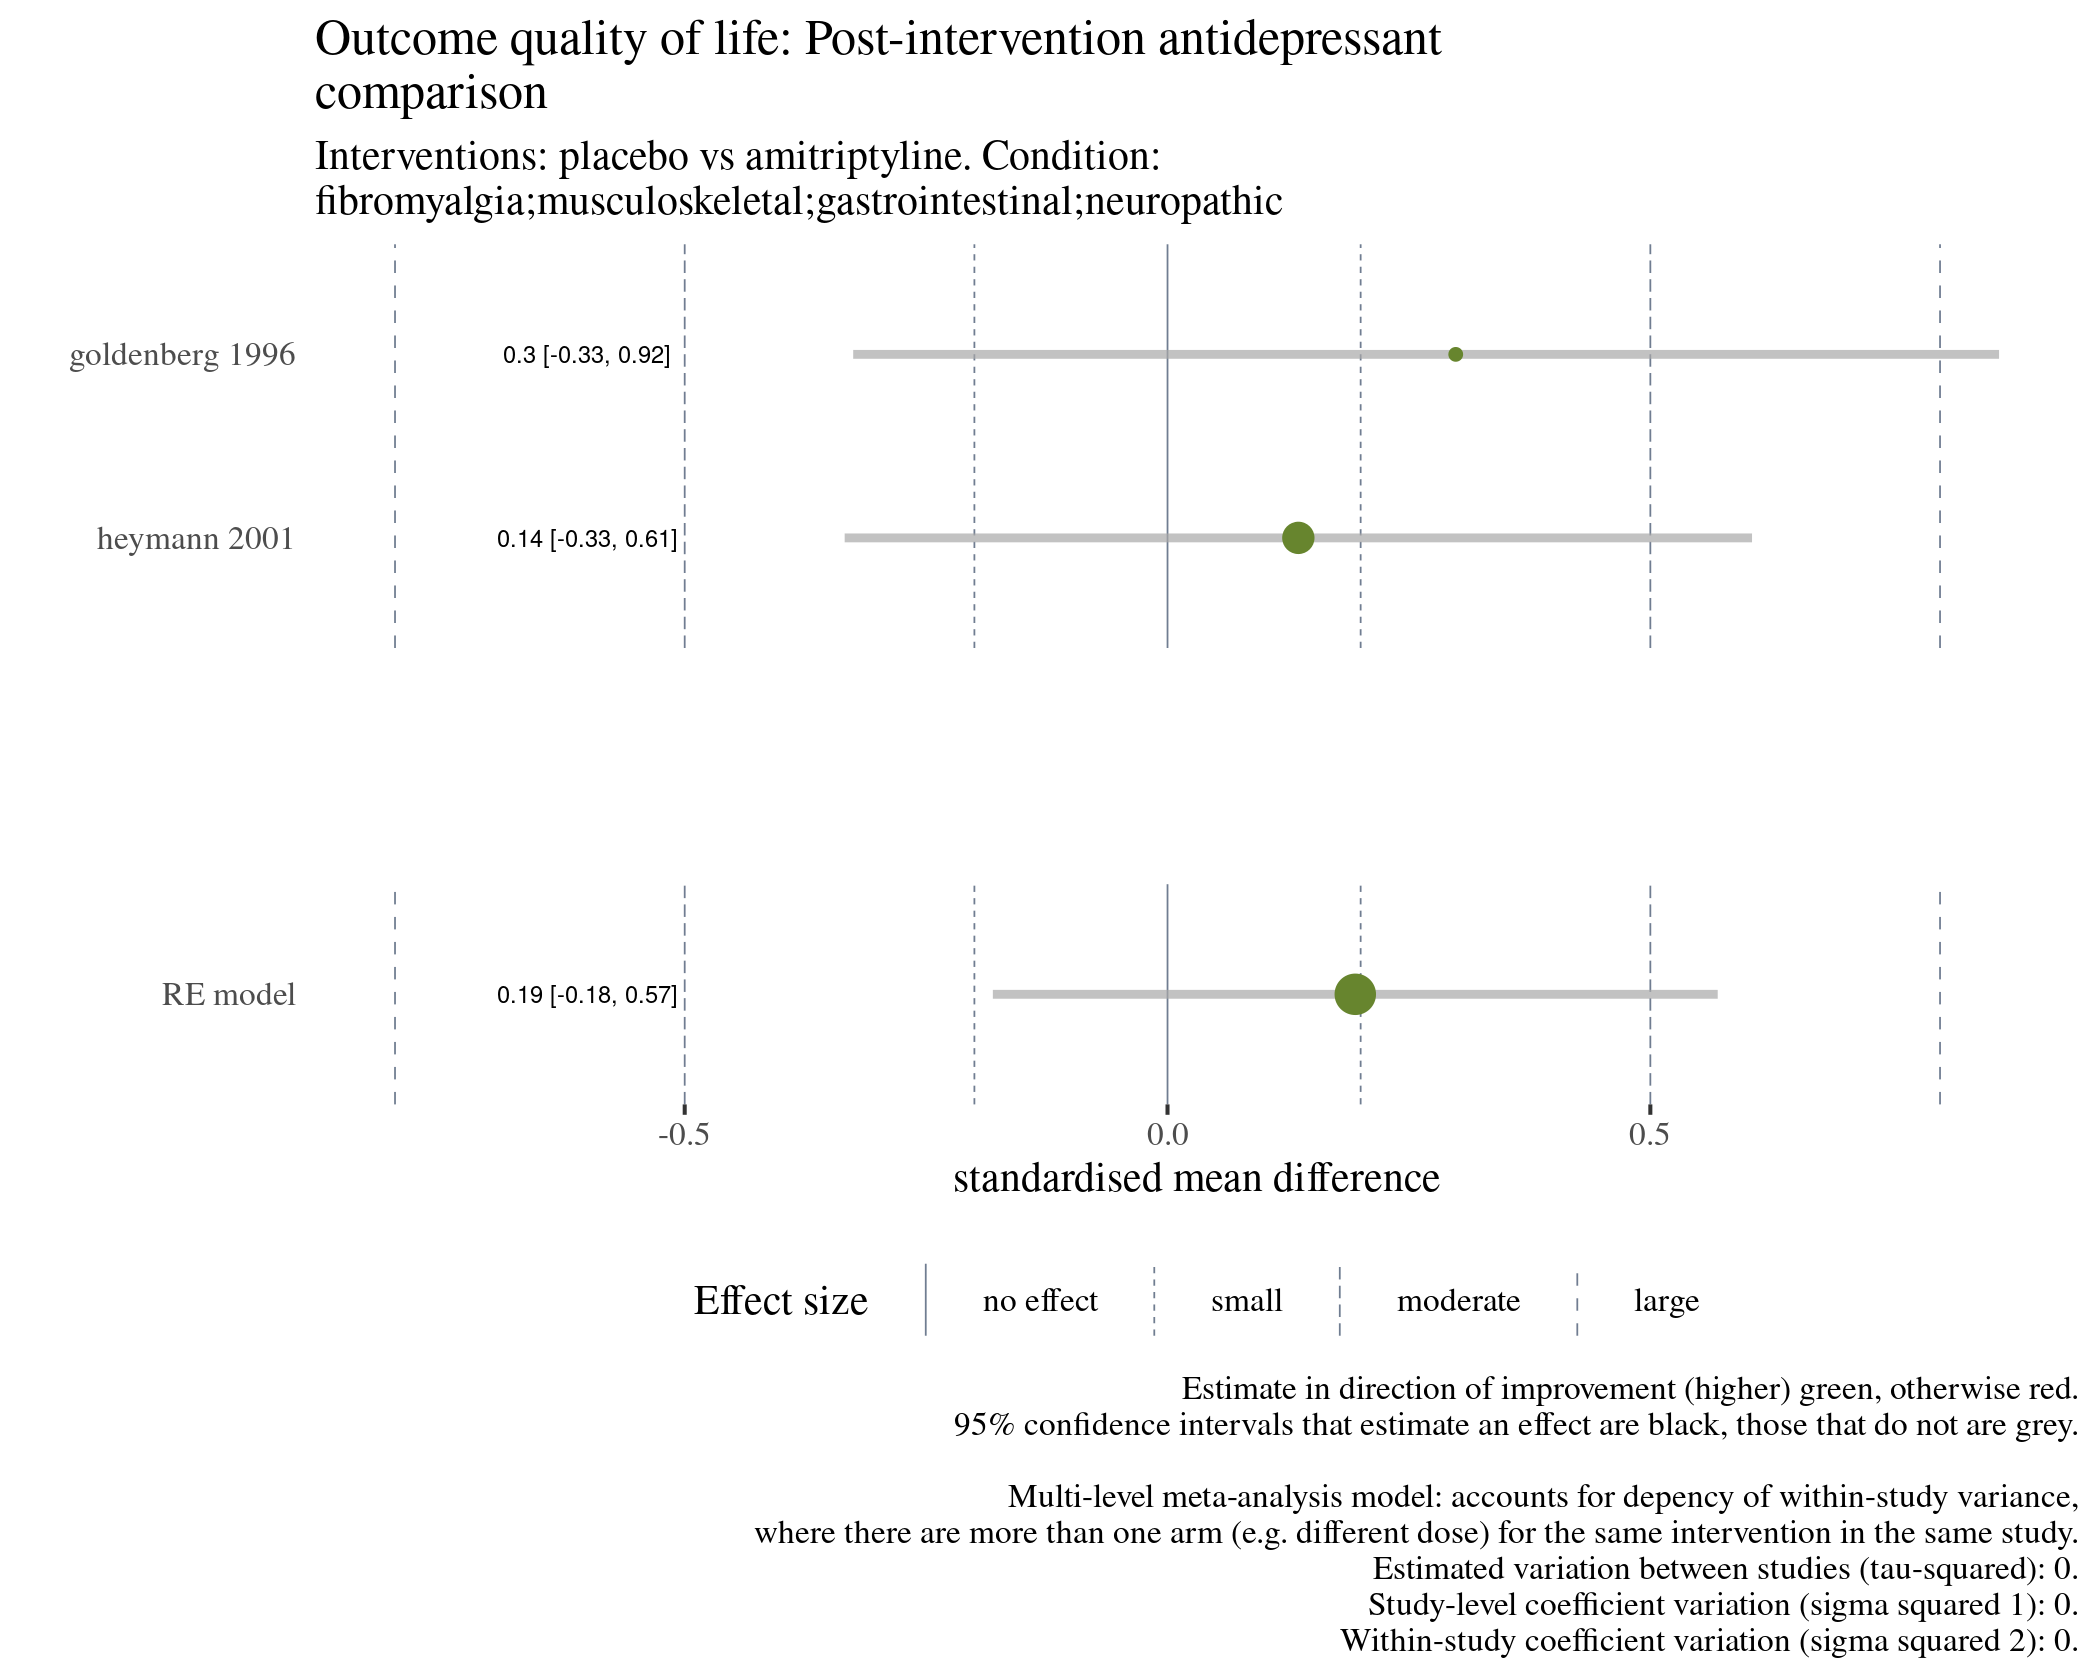 Outcome quality of life: Post-intervention antidepressant
comparison
Interventions: placebo vs amitriptyline. Condition:
fibromyalgia;musculoskeletal;gastrointestinal;neuropathic
goldenberg 1996
0.3 [-0.33, 0.92]
heymann 2001
0.14 [-0.33, 0.61]
RE model
0.19 [-0.18, 0.57]
-0.5 0.0 0.5
standardised mean difference
Effect size no effect small moderate large
Estimate in direction of improvement (higher) green, otherwise red.
95% confidence intervals that estimate an effect are black, those that do not are grey.
Multi-level meta-analysis model: accounts for depency of within-study variance,
where there are more than one arm (e.g. different dose) for the same intervention in the same study.
Estimated variation between studies (tau-squared): 0.
Study-level coefficient variation (sigma squared 1): 0.
Within-study coefficient variation (sigma squared 2): 0.